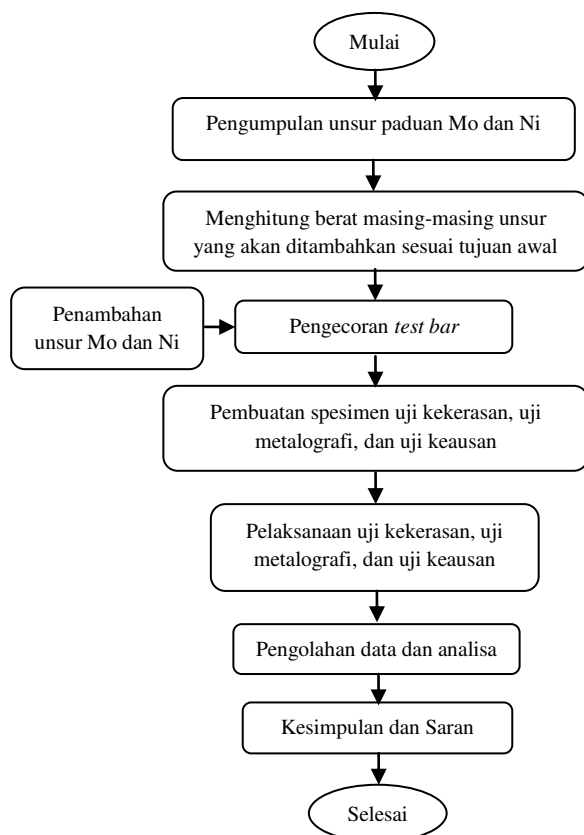 Mulai
Pengumpulan unsur paduan Mo dan Ni
Menghitung berat masing-masing unsur
yang akan ditambahkan sesuai tujuan awal
Penambahan
unsur Mo dan Ni
Pengecoran test bar
Pembuatan spesimen uji kekerasan, uji
metalografi, dan uji keausan
Pelaksanaan uji kekerasan, uji
metalografi, dan uji keausan
Pengolahan data dan analisa
Kesimpulan dan Saran
Selesai